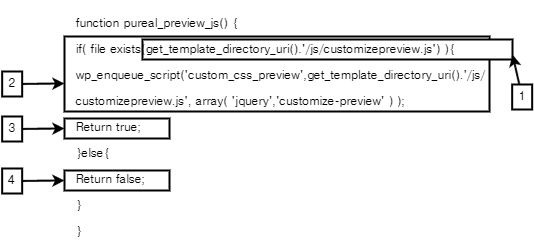 function pureal_preview_js() {
if( file exists get_template_directory_uri().'/js/customizepreview.js') ){
wp_enqueue_script('custom_css_preview',get_template_directory_uri().'/js/
customizepreview.js', array( 'jquery','customize-preview' ) );
Return true;
}else{
Return false;
}
}
2
3
4
1